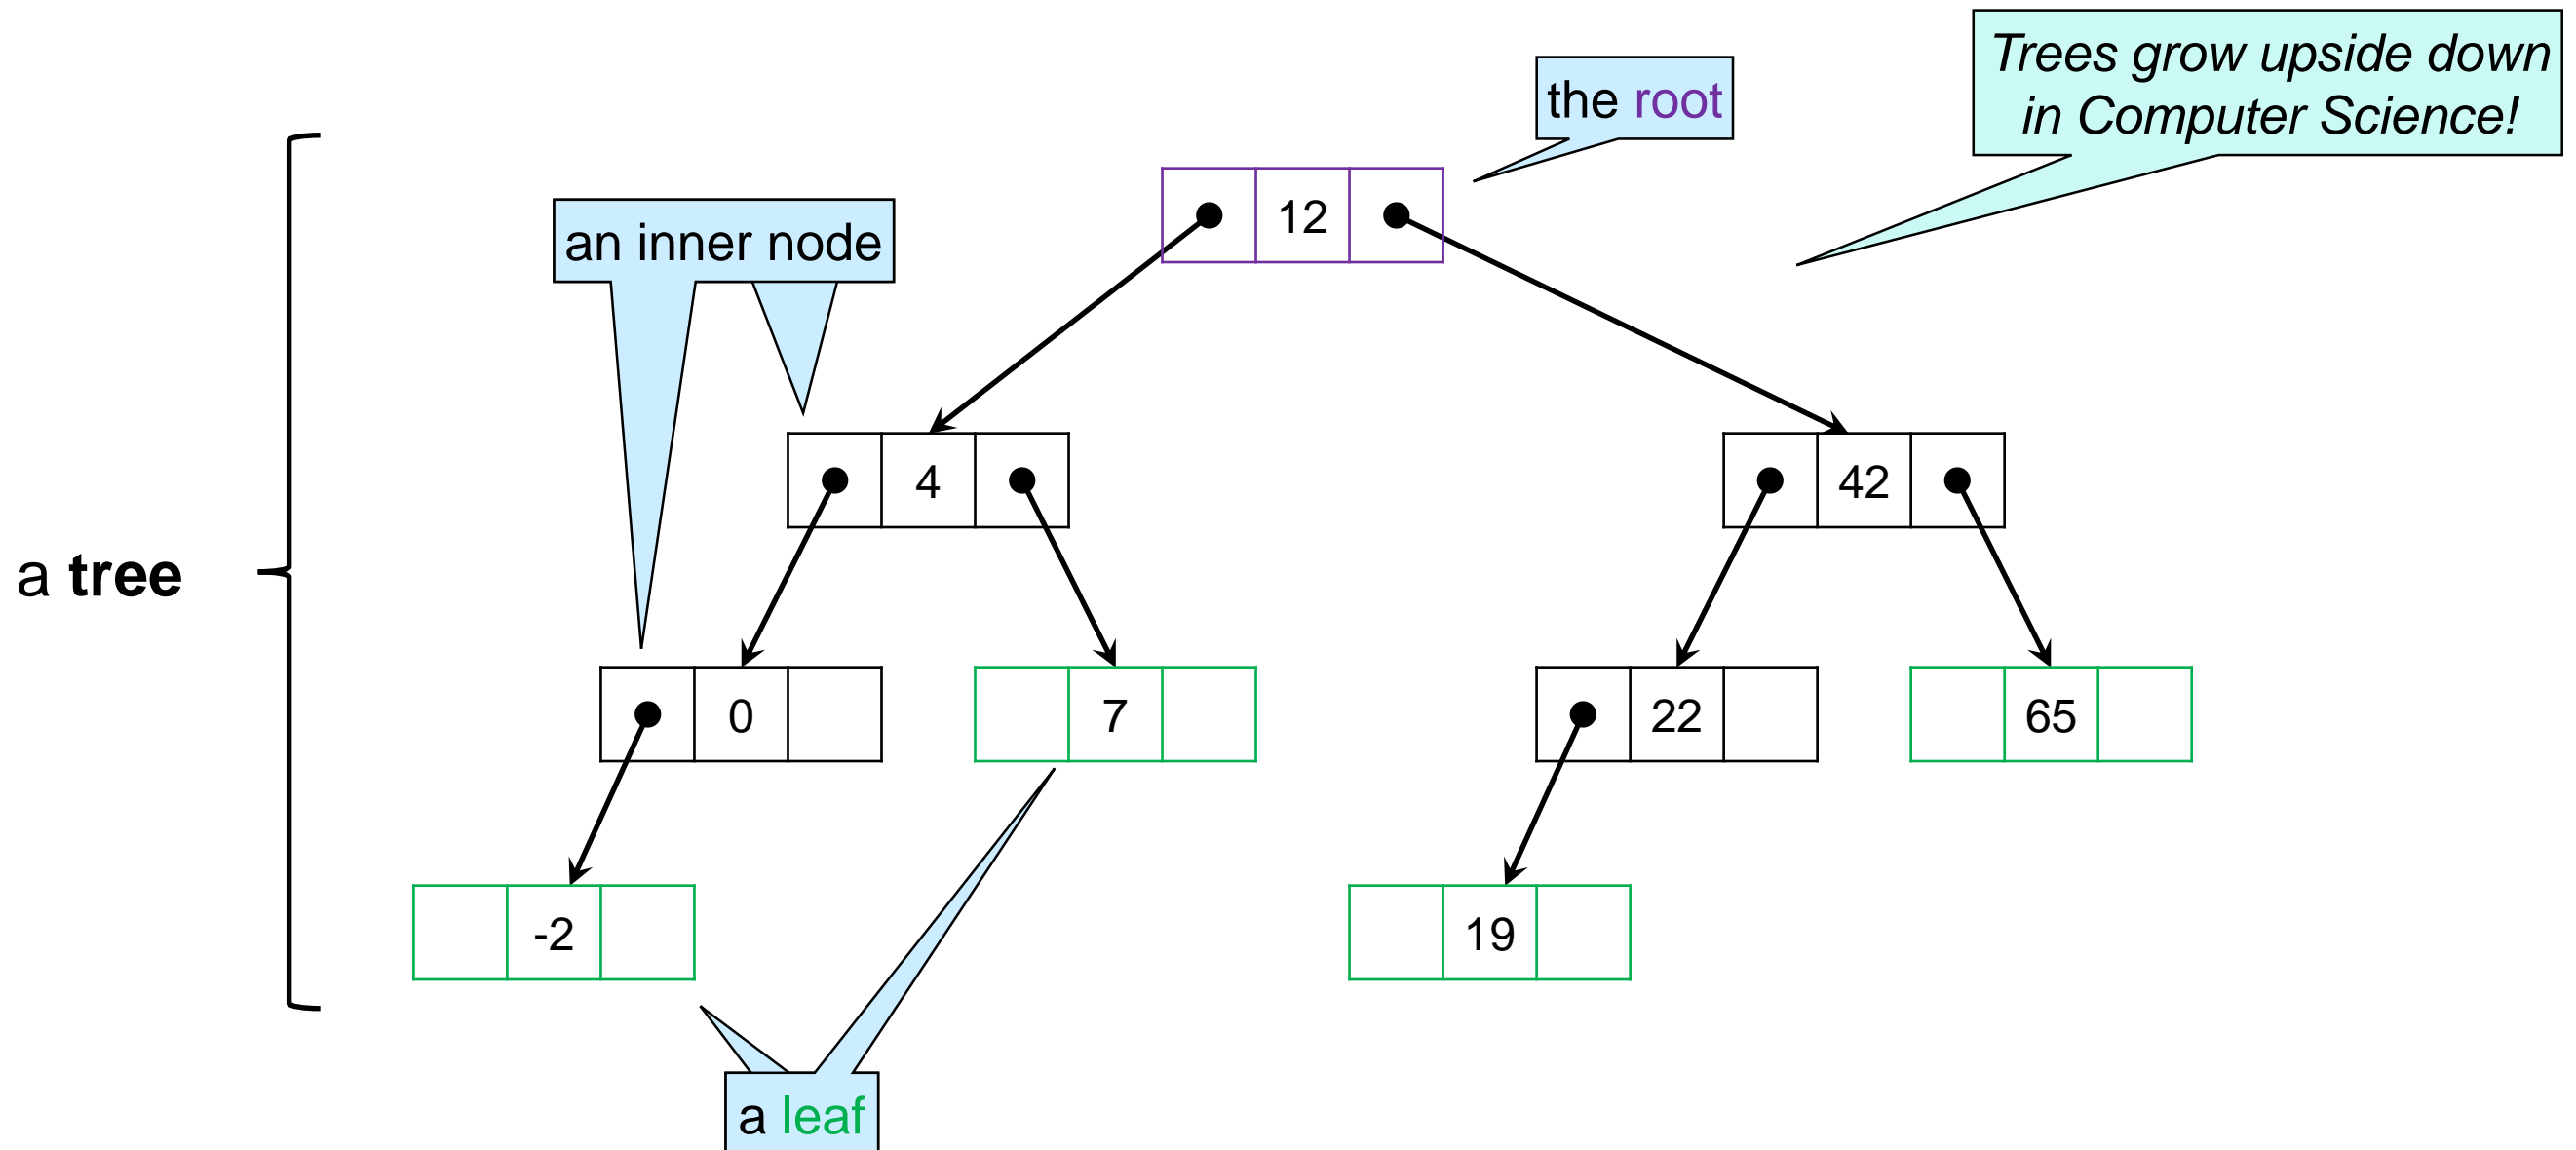 Trees grow upside down
in Computer Science!
the root
12
an inner node
4
42
a tree
0
7
22
65
-2
19
a leaf